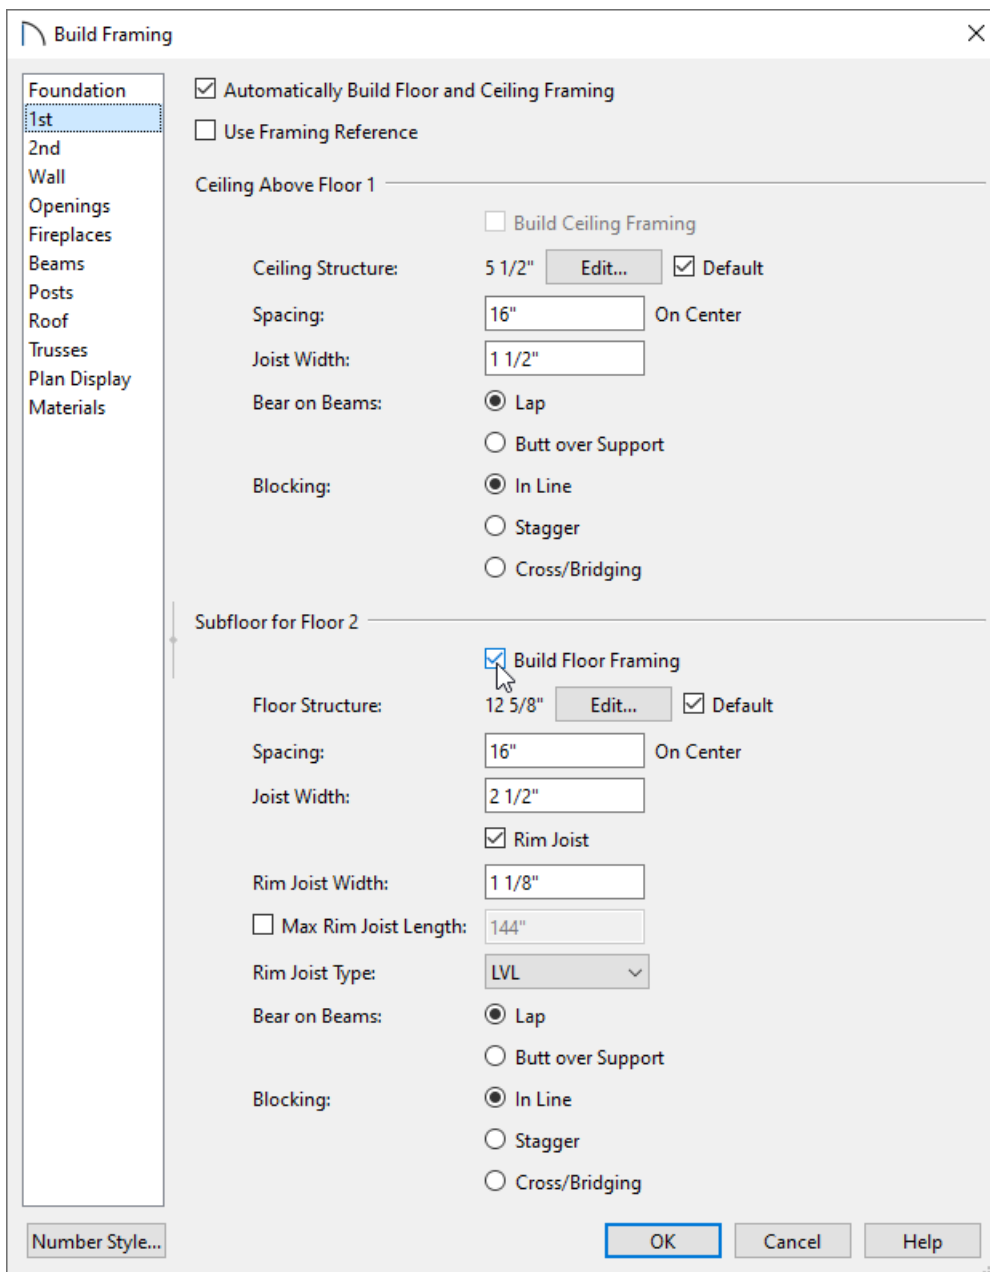 Build Framing
Foundation
1st
2nd
Wall
Openings
Fireplaces
Beams
Posts
Roof
Trusses
Plan Display
Materials
Automatically Build Floor and Ceiling Framing
Use Framing Reference
Ceiling Above Floor 1
Build Ceiling Framing
Ceiling Structure: 5 1/2" Edit... Default
Spacing: 16" On Center
Joist Width: 1 1/2"
Bear on Beams: Lap
Butt over Support
Blocking: In Line
Stagger
Cross/Bridging
Subfloor for Floor 2
Build Floor Framing
Floor Structure: 12 5/8" Edit... Default
Spacing: 16" On Center
Joist Width: 2 1/2"
Rim Joist
Rim Joist Width: 1 1/8"
Max Rim Joist Length: 144"
Rim Joist Type: LVL
Bear on Beams: Lap
Butt over Support
Blocking: In Line
Stagger
Cross/Bridging
Number Style... OK Cancel Help